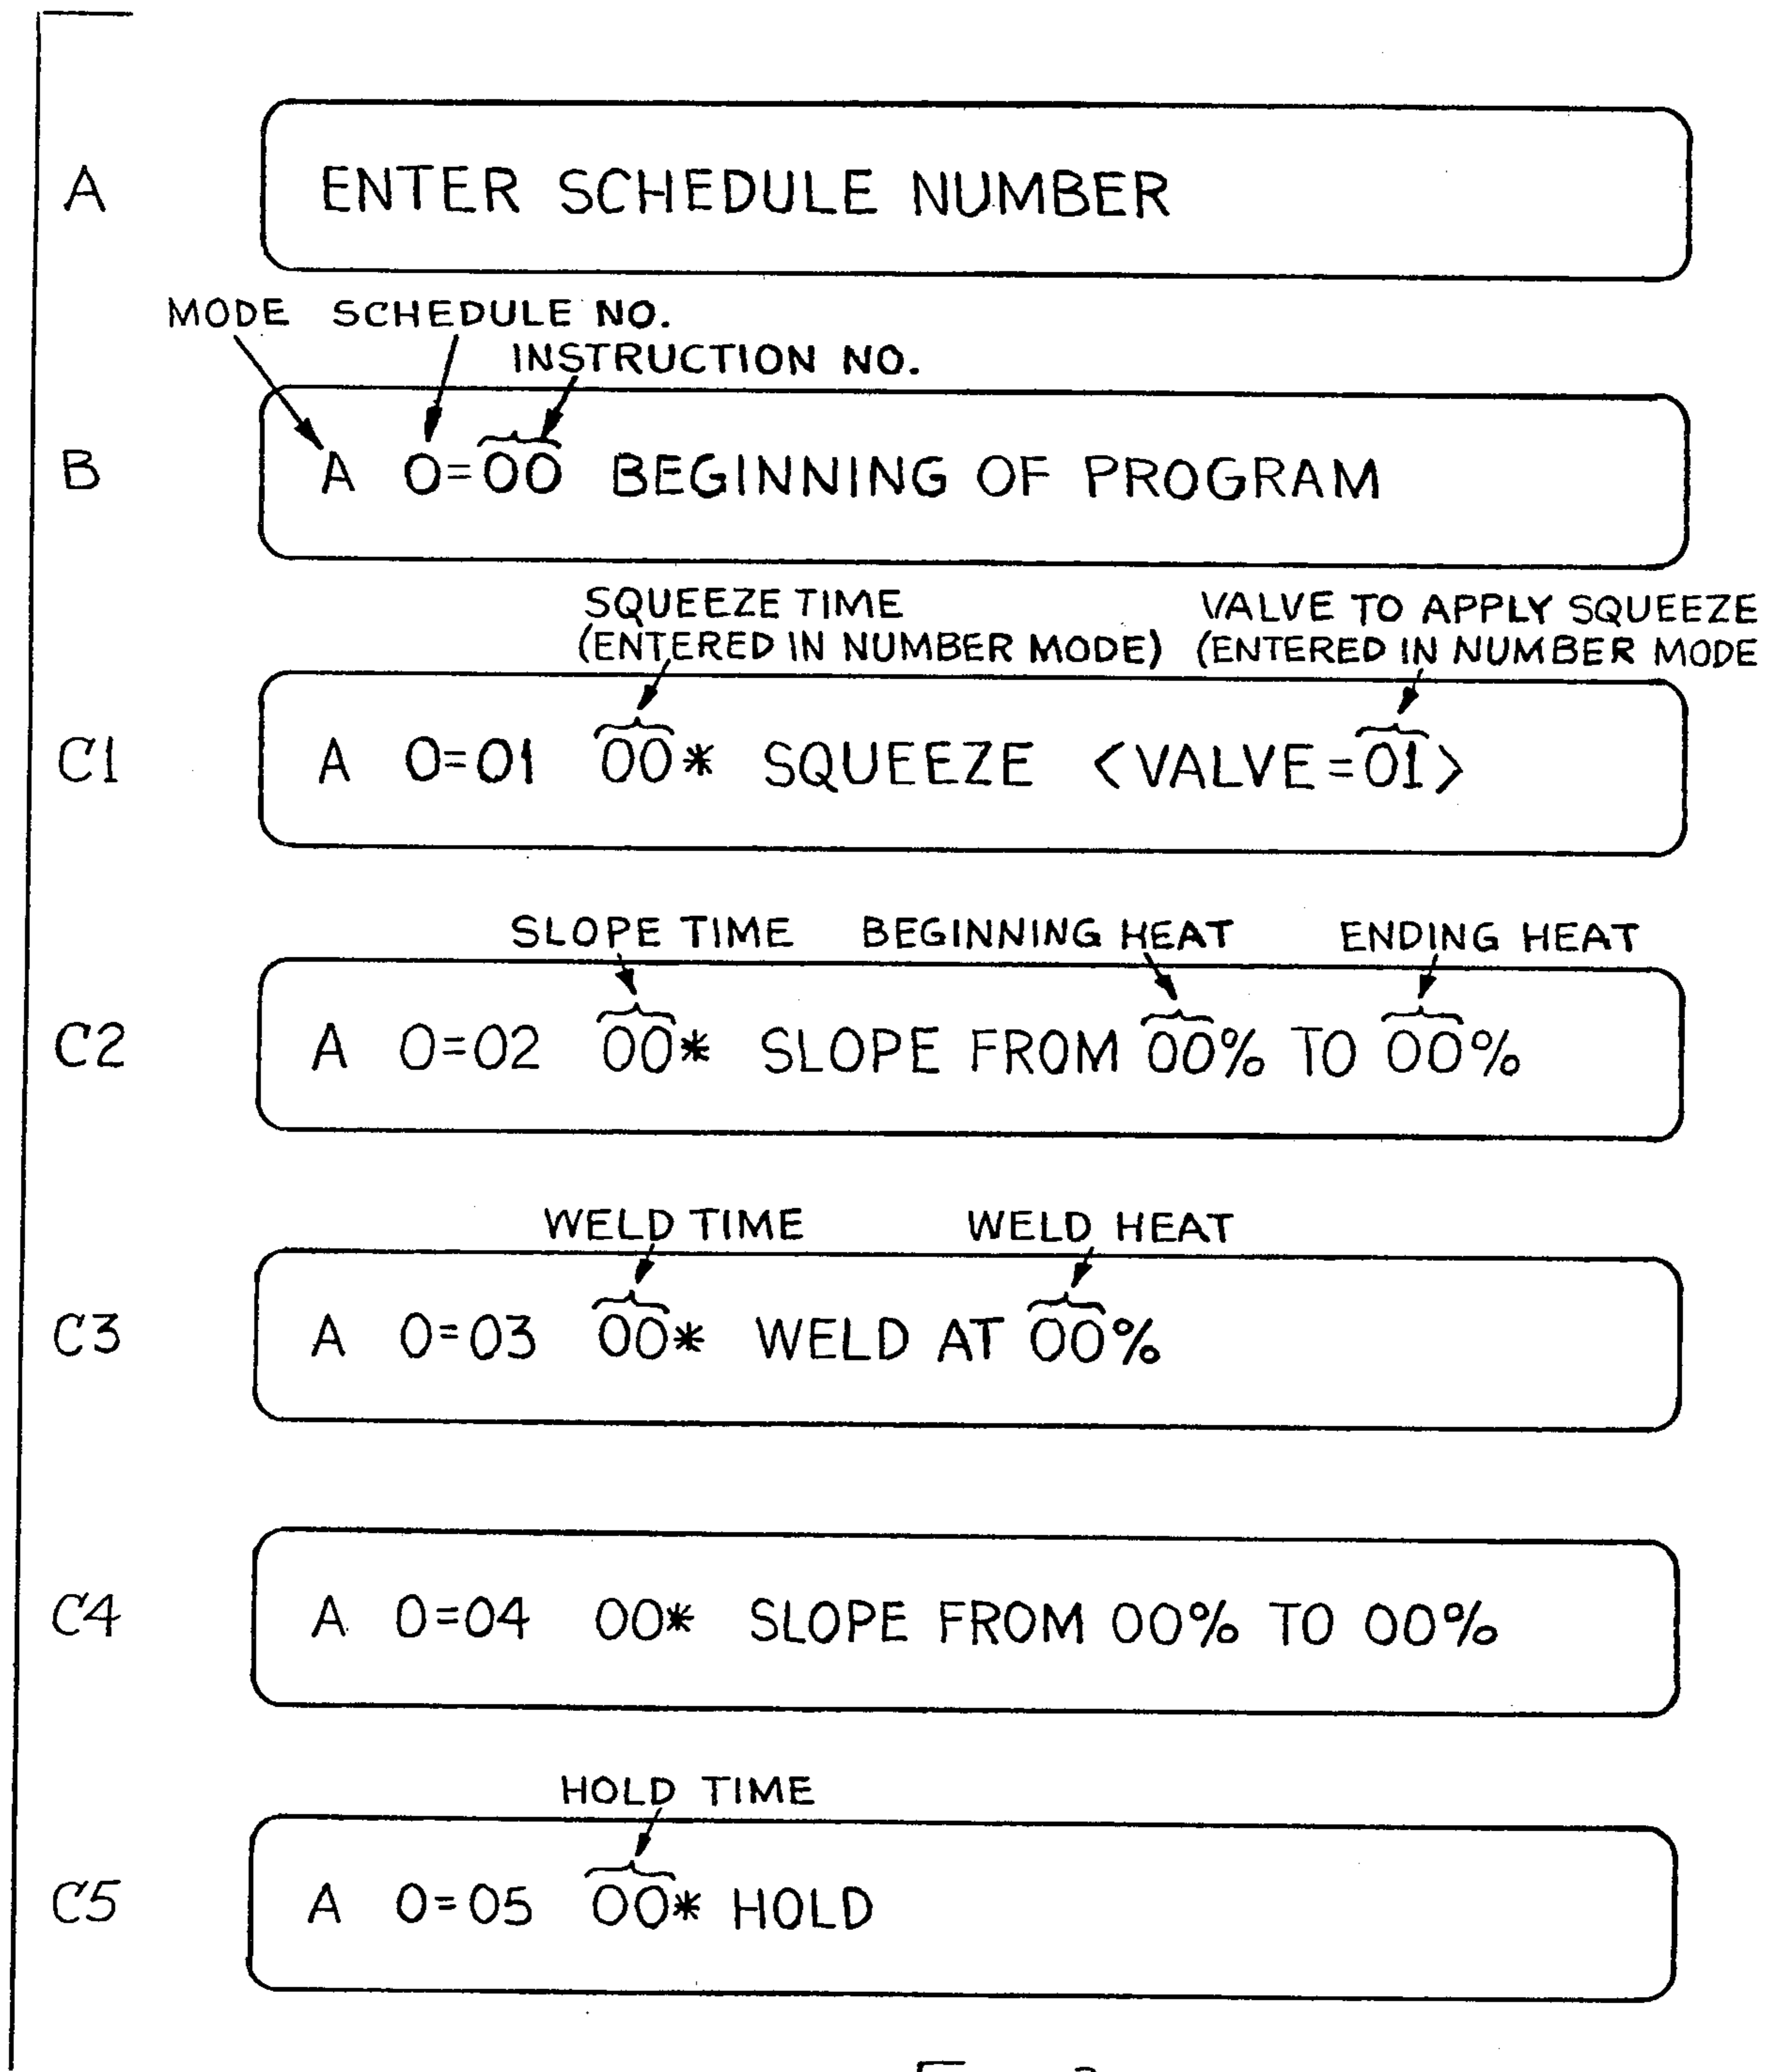 A
ENTER SCHEDULE NUMBER
MODE SCHEDULE NO.
INSTRUCTION NO.
B
A 0=00 BEGINNING OF PROGRAM
SQUEEZE TIME
(ENTERED IN NUMBER MODE)
VALVE TO APPLY SQUEEZE
(ENTERED IN NUMBER MODE
C1
A 0=01 00* SQUEEZE <VALVE=01>
SLOPE TIME BEGINNING HEAT ENDING HEAT
C2
A 0=02 00* SLOPE FROM 00% TO 00%
WELD TIME WELD HEAT
C3
A 0=03 00* WELD AT 00%
C4
A 0=04 00* SLOPE FROM 00% TO 00%
HOLD TIME
C5
A 0=05 00* HOLD